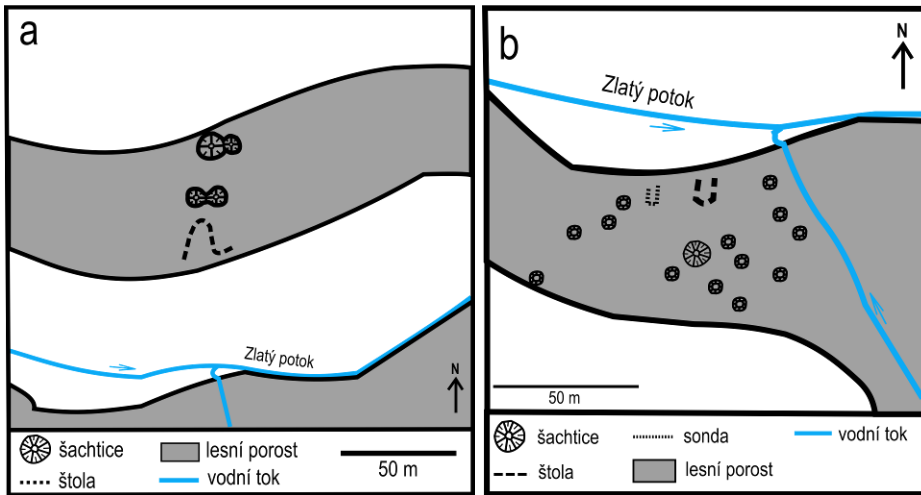 a
Zlatý potok
N
šachtice
lesní porost
štola
vodní tok
50 m
b
N
Zlatý potok
50 m
šachtice
sonda
vodní tok
štola
lesní porost